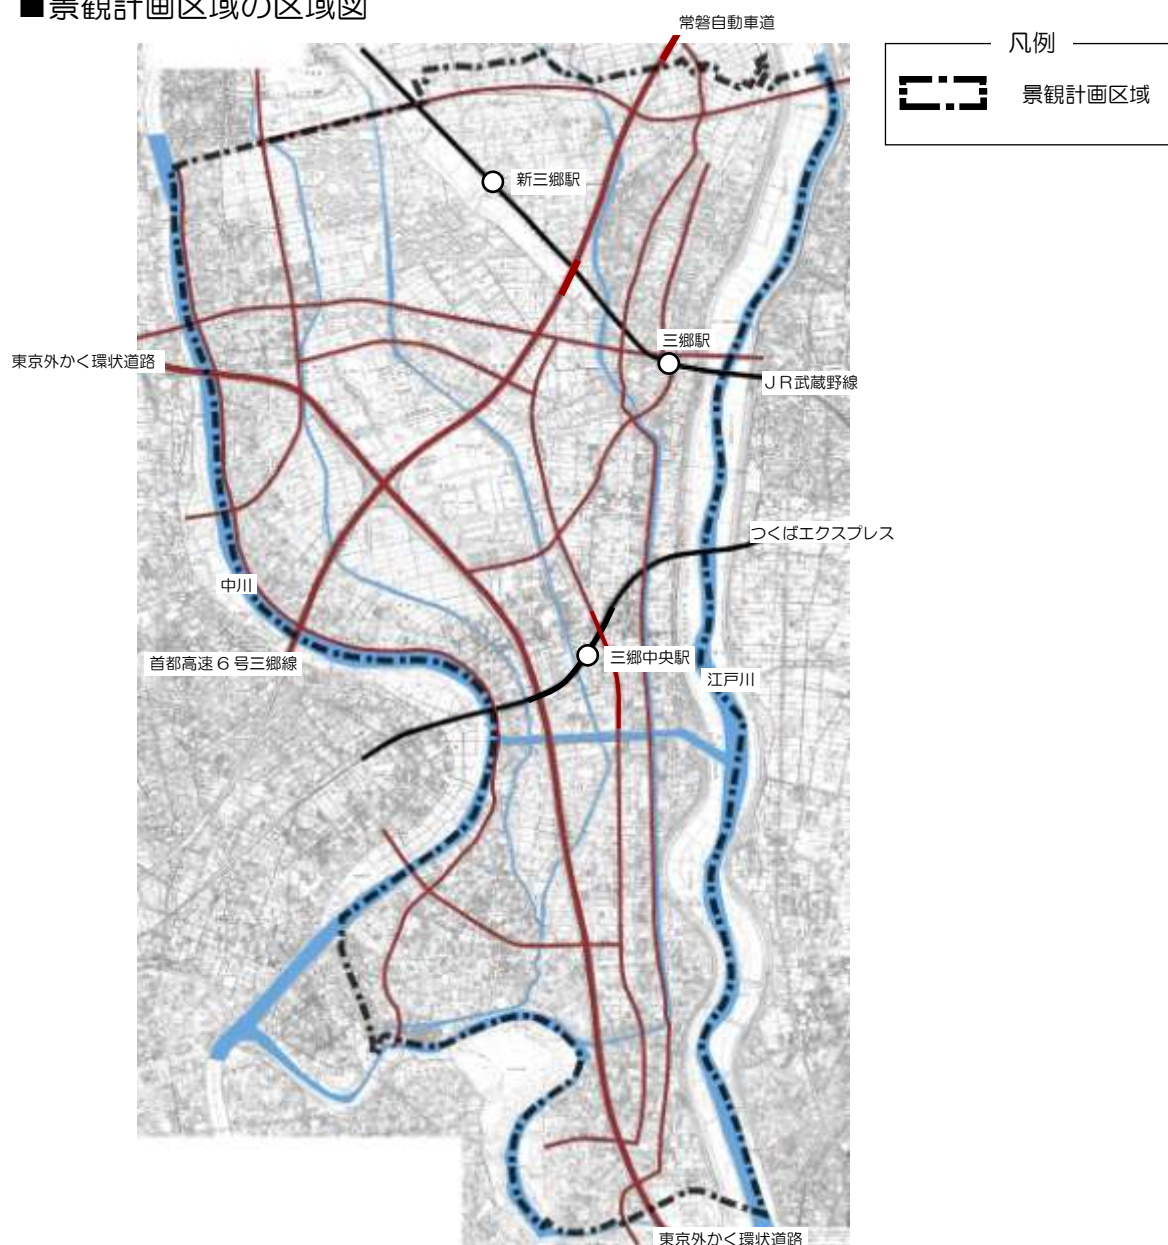 ■景観計画区域の区域図
常磐自動車道
凡例
景観計画区域
新三郷駅
三郷駅
東京外かく環状道路
ＪＲ武蔵野線
つくばエクスプレス
中川
首都高速６号三郷線
三郷中央駅
江戸川
東京外かく環状道路